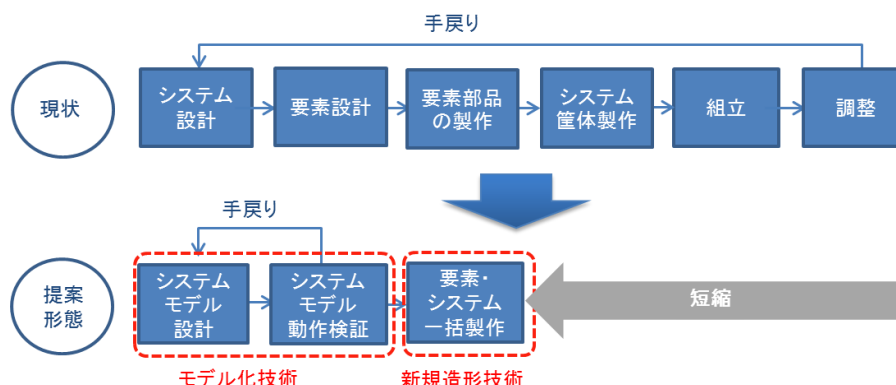 手戻り
現状
システム
設計
要素設計
要素部品
の製作
システム
筐体製作
組立
調整
手戻り
提案
形態
システム
モデル
設計
システム
モデル
動作検証
要素・
システム
一括製作
短縮
モデル化技術
新規造形技術